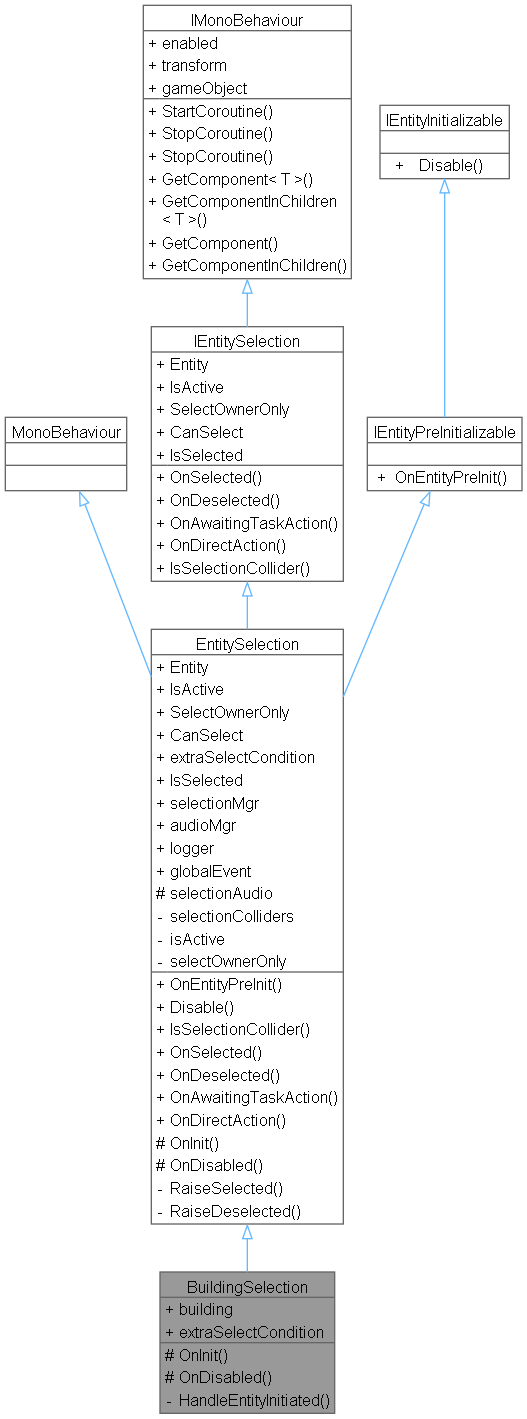 IMonoBehaviour
+ enabled
+ transform
+ gameObject
+ StartCoroutine()
+ StopCoroutine()
+ StopCoroutine()
+ GetComponent< T >()
+ GetComponentInChildren
< T >()
+ GetComponent()
+ GetComponentInChildren()
IEntityInitializable
+ Disable()
IEntitySelection
+ Entity
+ IsActive
+ SelectOwnerOnly
+ CanSelect
+ IsSelected
+ OnSelected()
+ OnDeselected()
+ OnAwaitingTaskAction()
+ OnDirectAction()
+ IsSelectionCollider()
MonoBehaviour
IEntityPreInitializable
+ OnEntityPreInit()
EntitySelection
+ Entity
+ IsActive
+ SelectOwnerOnly
+ CanSelect
+ extraSelectCondition
+ IsSelected
+ selectionMgr
+ audioMgr
+ logger
+ globalEvent
# selectionAudio
- selectionColliders
- isActive
- selectOwnerOnly
+ OnEntityPreInit()
+ Disable()
+ IsSelectionCollider()
+ OnSelected()
+ OnDeselected()
+ OnAwaitingTaskAction()
+ OnDirectAction()
# OnInit()
# OnDisabled()
- RaiseSelected()
- RaiseDeselected()
BuildingSelection
+ building
+ extraSelectCondition
# OnInit()
# OnDisabled()
- HandleEntityInitiated()